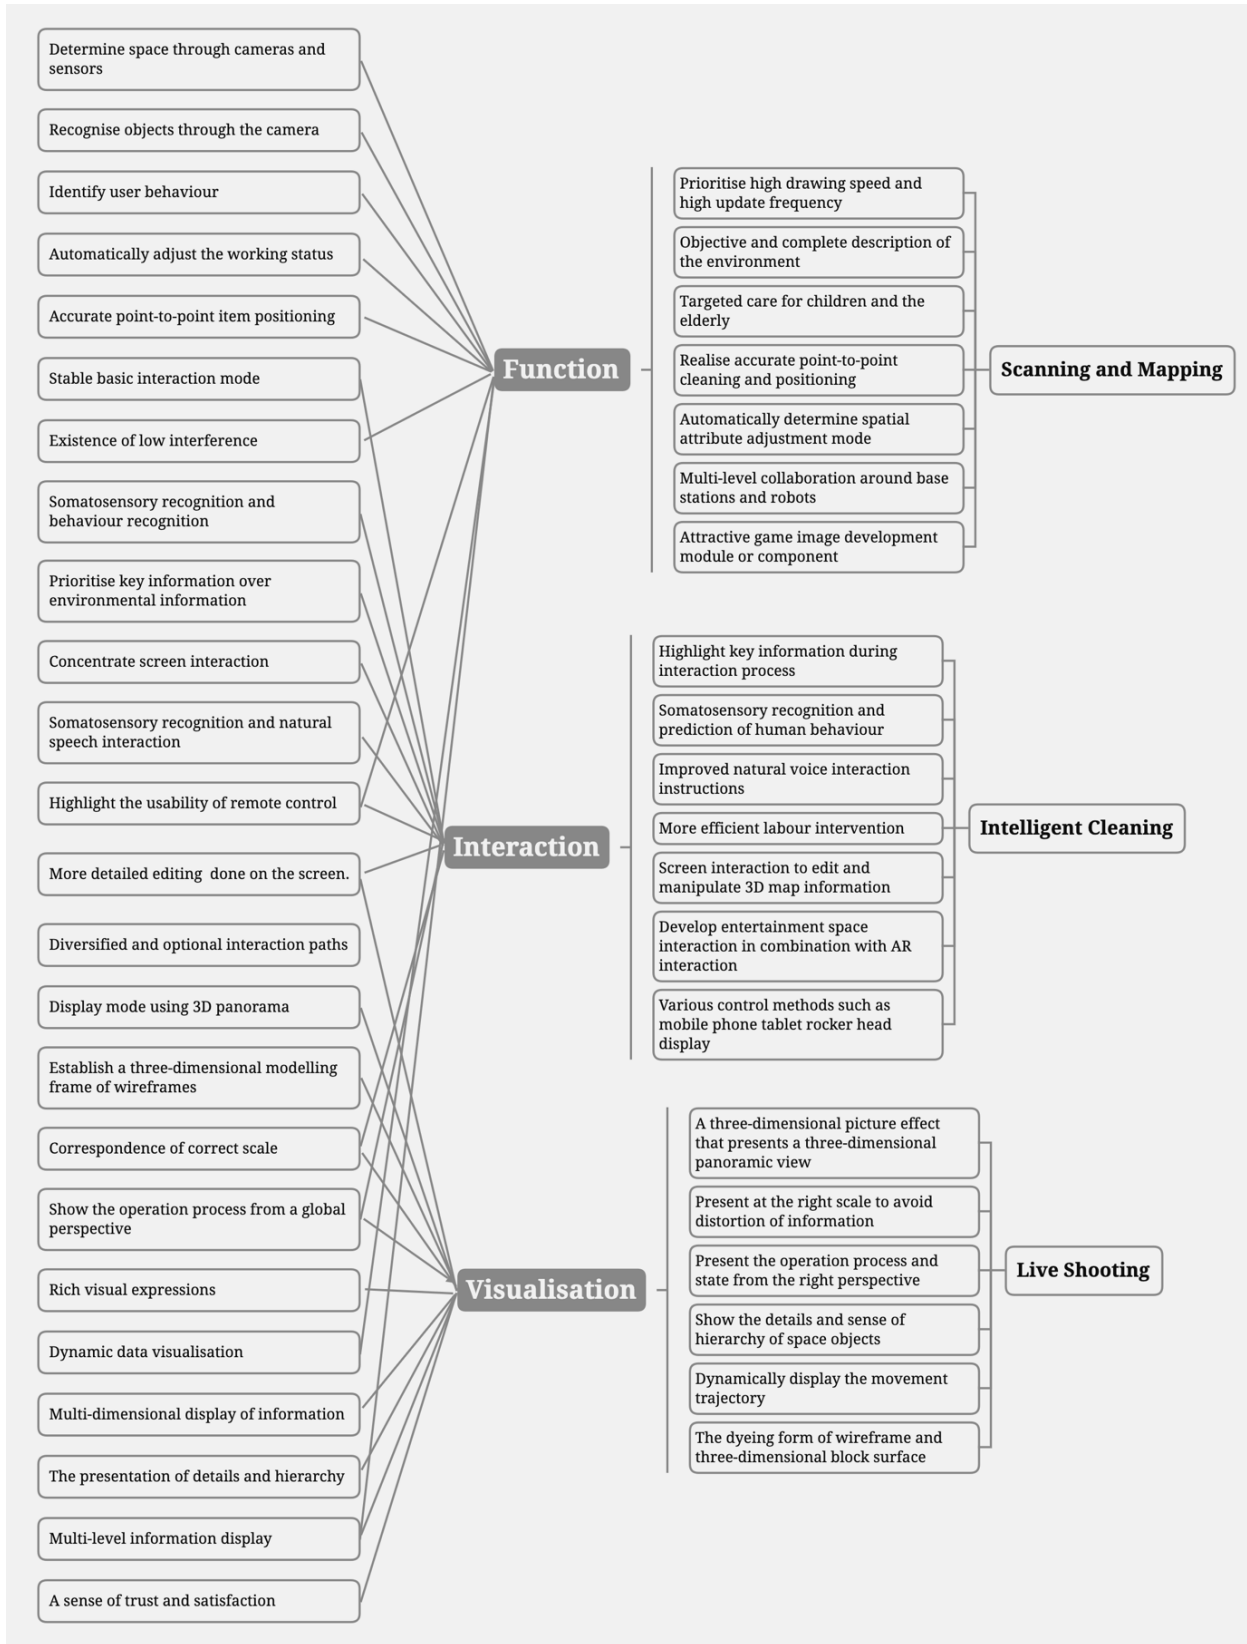 Determine space through cameras and
sensors
Recognise objects through the camera
Identify user behaviour
Automatically adjust the working status
Accurate point-to-point item positioning
Stable basic interaction mode
Existence of low interference
Somatosensory recognition and
behaviour recognition
Prioritise key information over
environmental information
Concentrate screen interaction
Somatosensory recognition and natural
speech interaction
Highlight the usability of remote control
More detailed editing  done on the screen.
Diversified and optional interaction paths
Display mode using 3D panorama
Establish a three-dimensional modelling
frame of wireframes
Correspondence of correct scale
Show the operation process from a global
perspective
Rich visual expressions
Dynamic data visualisation
Multi-dimensional display of information
The presentation of details and hierarchy
Multi-level information display
A sense of trust and satisfaction
Function
Prioritise high drawing speed and
high update frequency
Objective and complete description of
the environment
Targeted care for children and the
elderly
Realise accurate point-to-point
cleaning and positioning
Automatically determine spatial
attribute adjustment mode
Multi-level collaboration around base
stations and robots
Attractive game image development
module or component
Scanning and Mapping
Interaction
Highlight key information during
interaction process
Somatosensory recognition and
prediction of human behaviour
Improved natural voice interaction
instructions
More efficient labour intervention
Screen interaction to edit and
manipulate 3D map information
Develop entertainment space
interaction in combination with AR
interaction
Various control methods such as
mobile phone tablet rocker head
display
Intelligent Cleaning
Visualisation
A three-dimensional picture effect
that presents a three-dimensional
panoramic view
Present at the right scale to avoid
distortion of information
Present the operation process and
state from the right perspective
Show the details and sense of
hierarchy of space objects
Dynamically display the movement
trajectory
The dyeing form of wireframe and
three-dimensional block surface
Live Shooting